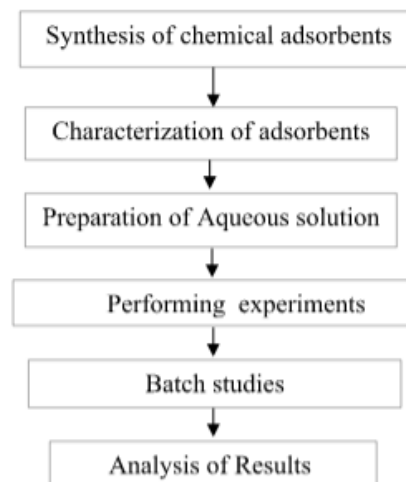 Synthesis of chemical adsorbents
Characterization of adsorbents
Preparation of Aqueous solution
Performing experiments
Batch studies
Analysis of Results